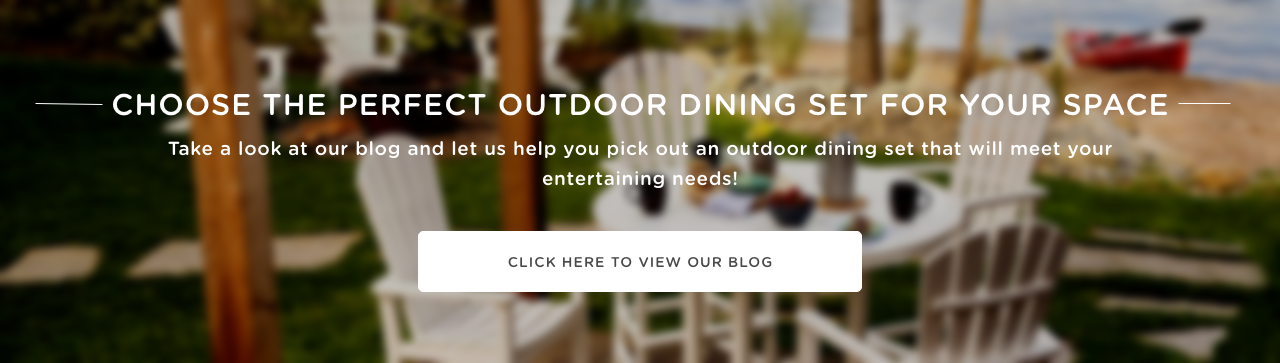 CHOOSE THE PERFECT OUTDOOR DINING SET FOR YOUR SPACE
Take a look at our blog and let us help you pick out an outdoor dining set that will meet your
entertaining needs!
CLICK HERE TO VIEW OUR BLOG